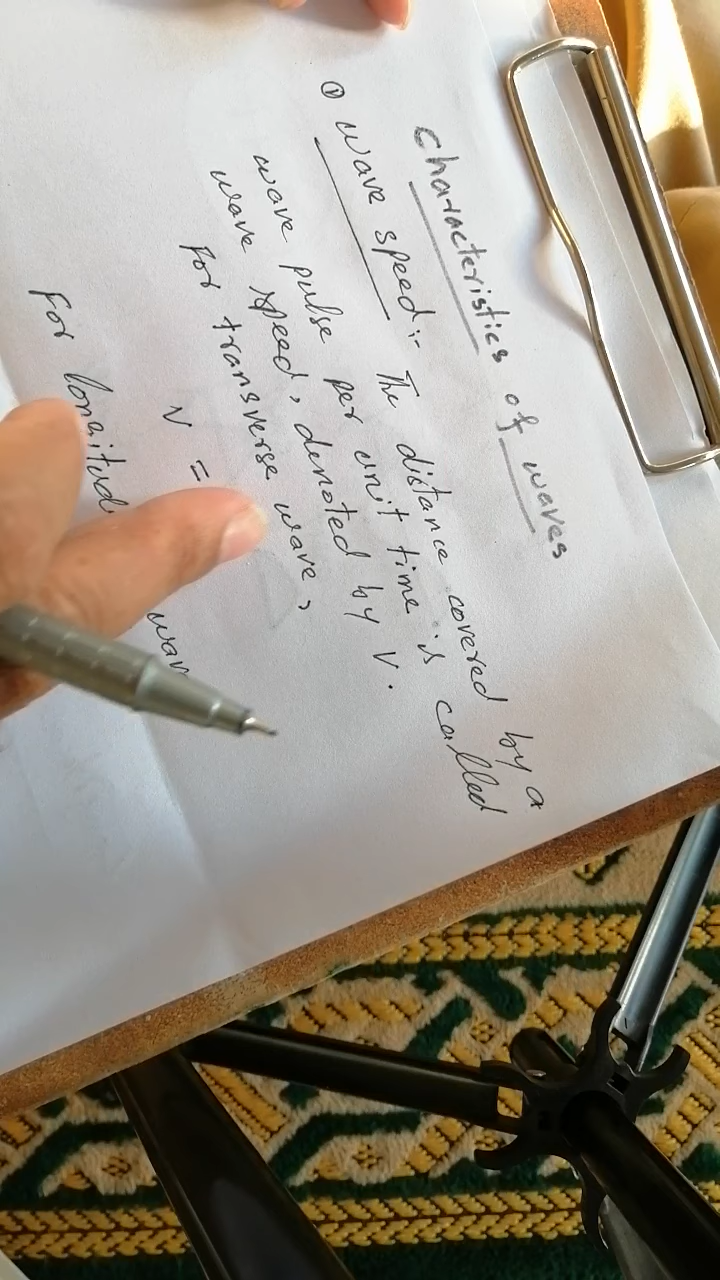 Characteristics of waves
① wave speed:- The distance covered by a
wave pulse per unit time is called
wave speed, denoted by V.
For transverse wave,
V =
For longitud